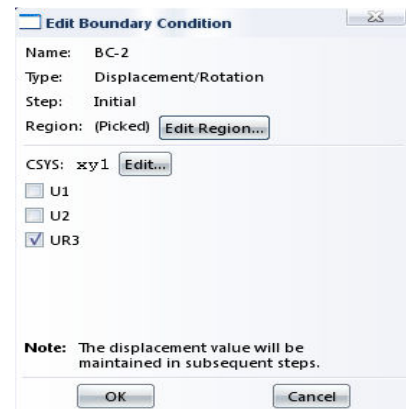 Edit Boundary Condition
Name: BC-2
Type: Displacement/Rotation
Step: Initial
Region: (Picked) Edit Region...
CSYS: xy1 Edit...
U1
U2
UR3
Note: The displacement value will be
maintained in subsequent steps.
OK Cancel